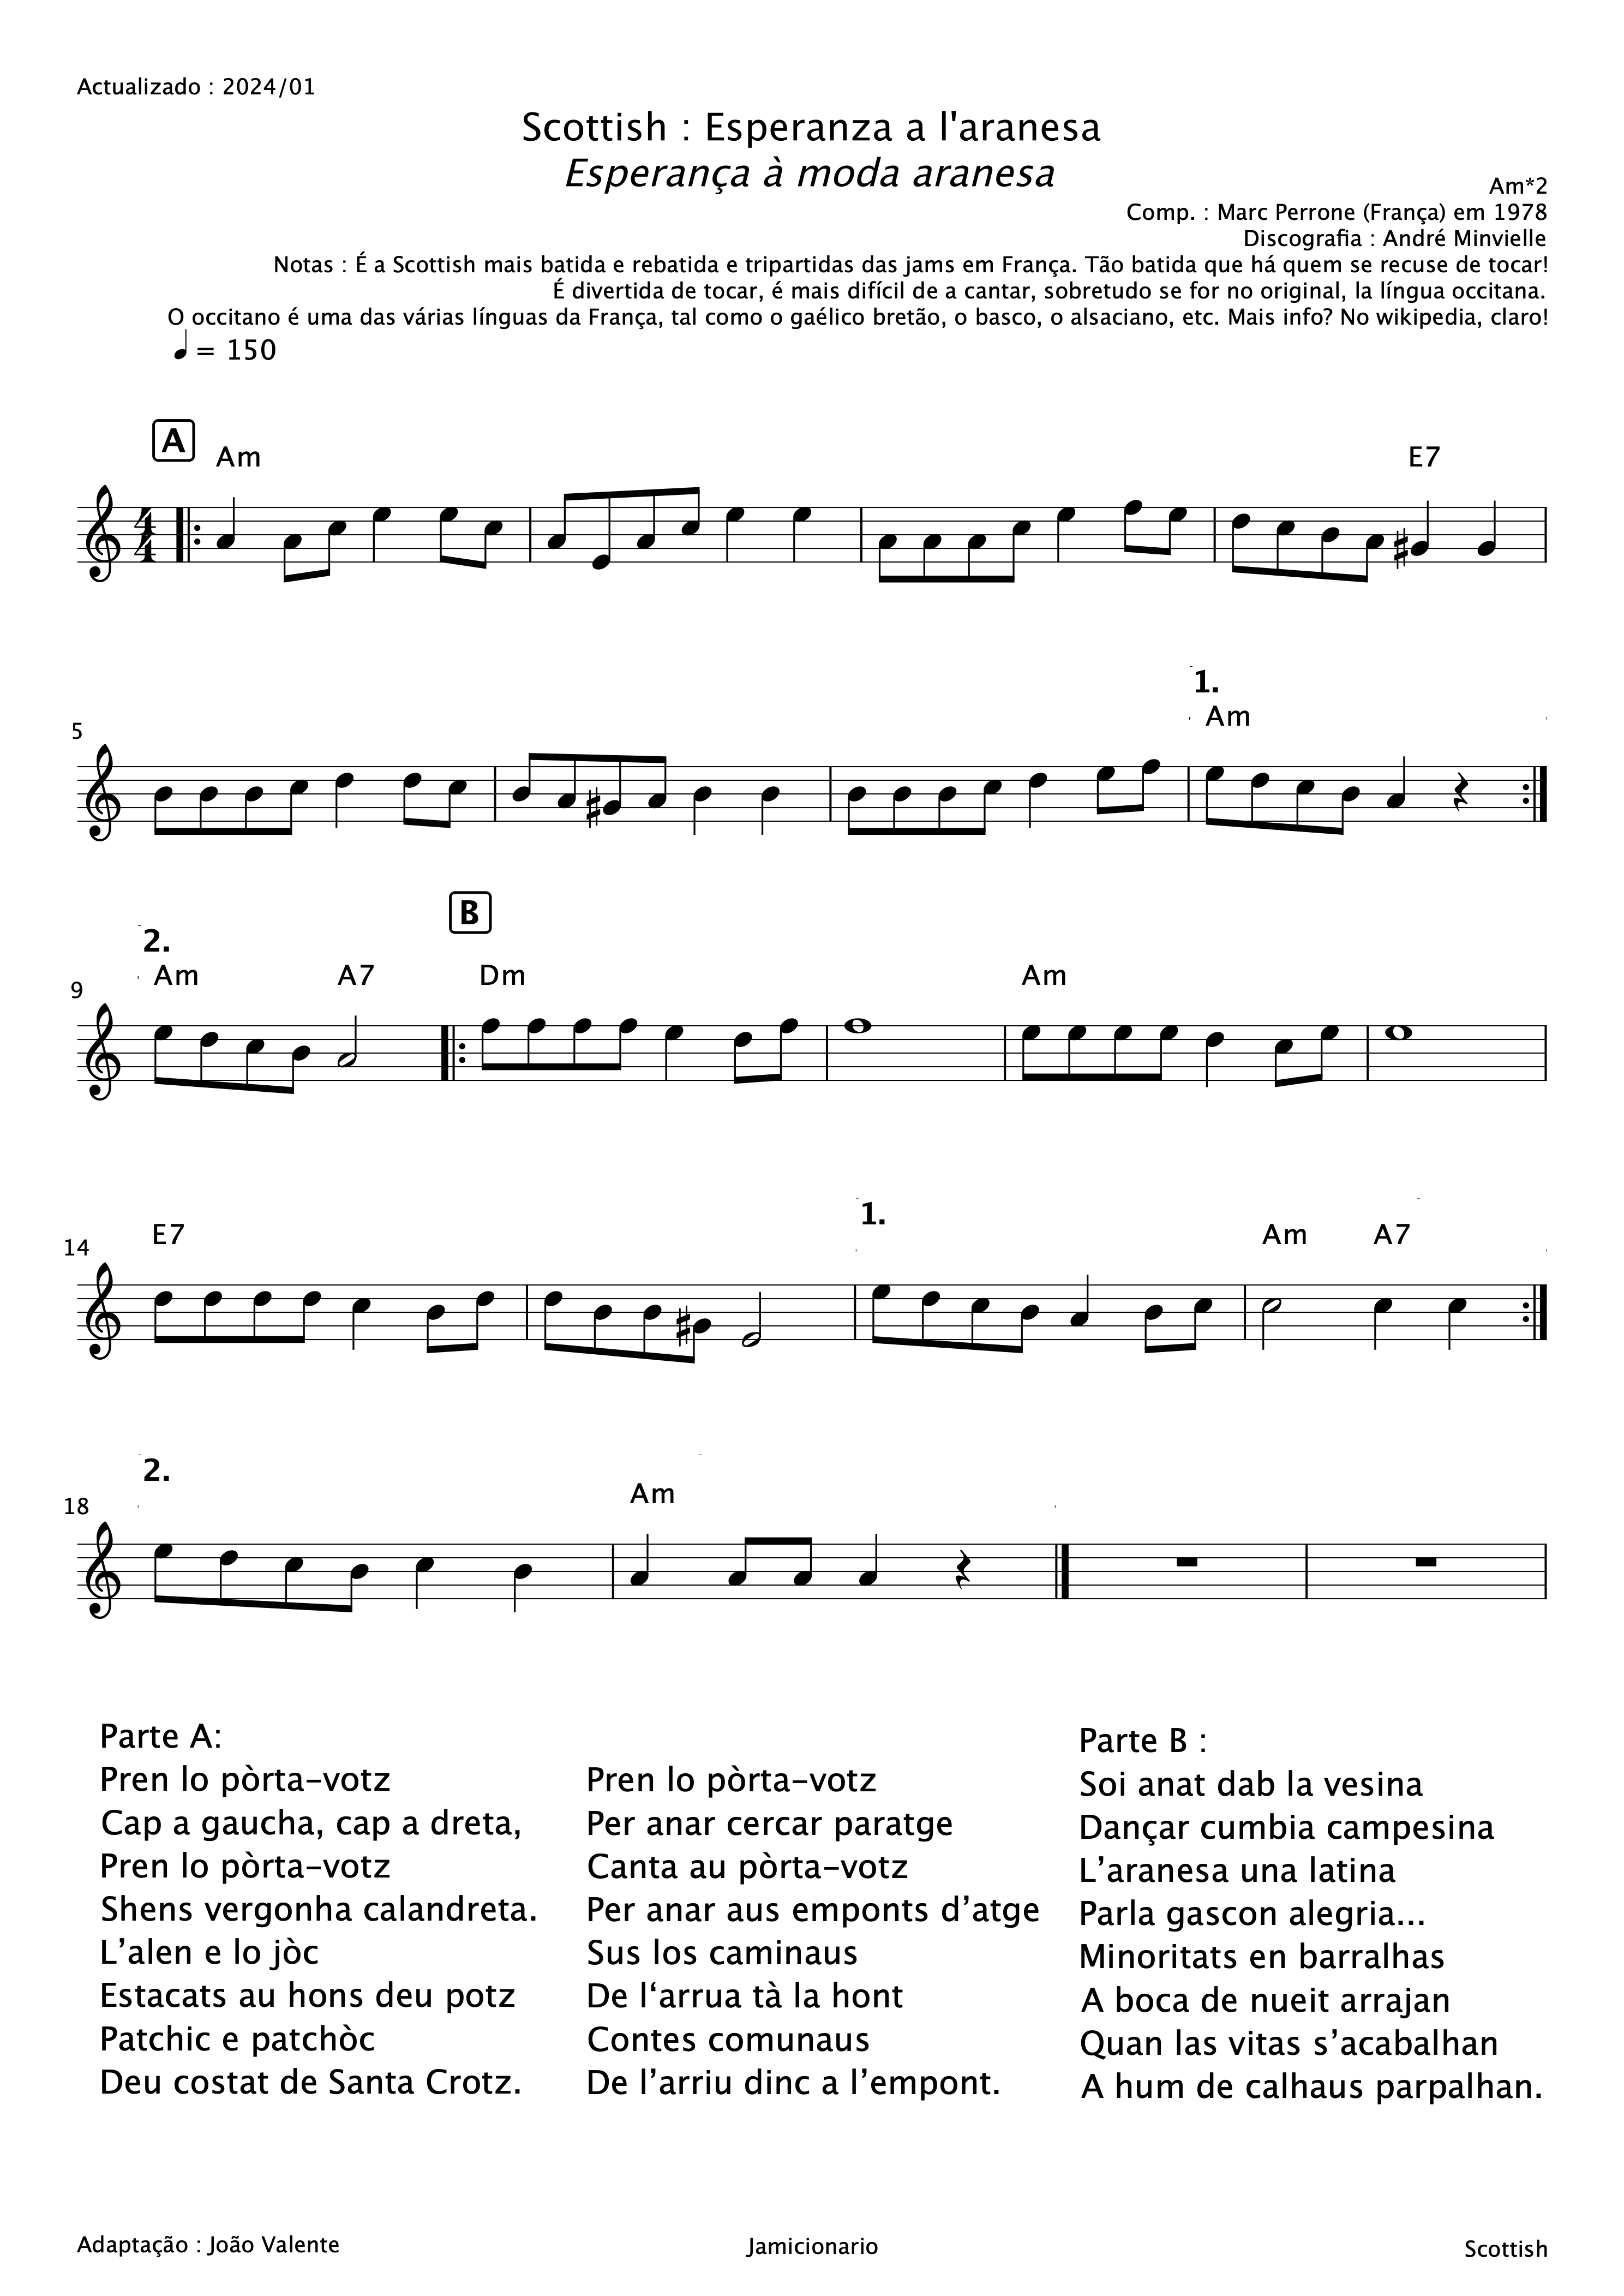 Actualizado : 2024/01
Scottish : Esperanza a l'aranesa
Esperança à moda aranesa
Am*2
Comp. : Marc Perrone (França) em 1978
Discografia : André Minvielle
Notas : É a Scottish mais batida e rebatida e tripartidas das jams em França. Tão batida que há quem se recuse de tocar!
É divertida de tocar, é mais difícil de a cantar, sobretudo se for no original, la língua occitana.
O occitano é uma das várias línguas da França, tal como o gaélico bretão, o basco, o alsaciano, etc. Mais info? No wikipedia, claro!
= 150
A
Am E7
4
4
1.
5 Am
B
2.
9 Am A7 Dm Am
1.
14 E7 Am A7
2.
18 Am
Parte A:
Pren lo pòrta-votz
Cap a gaucha, cap a dreta,
Pren lo pòrta-votz
Shens vergonha calandreta.
L’alen e lo jòc
Estacats au hons deu potz
Patchic e patchòc
Deu costat de Santa Crotz.
Pren lo pòrta-votz
Per anar cercar paratge
Canta au pòrta-votz
Per anar aus emponts d’atge
Sus los caminaus
De l‘arrua tà la hont
Contes comunaus
De l’arriu dinc a l’empont.
Parte B :
Soi anat dab la vesina
Dançar cumbia campesina
L’aranesa una latina
Parla gascon alegria...
Minoritats en barralhas
A boca de nueit arrajan
Quan las vitas s’acabalhan
A hum de calhaus parpalhan.
Adaptação : João Valente
Jamicionario
Scottish